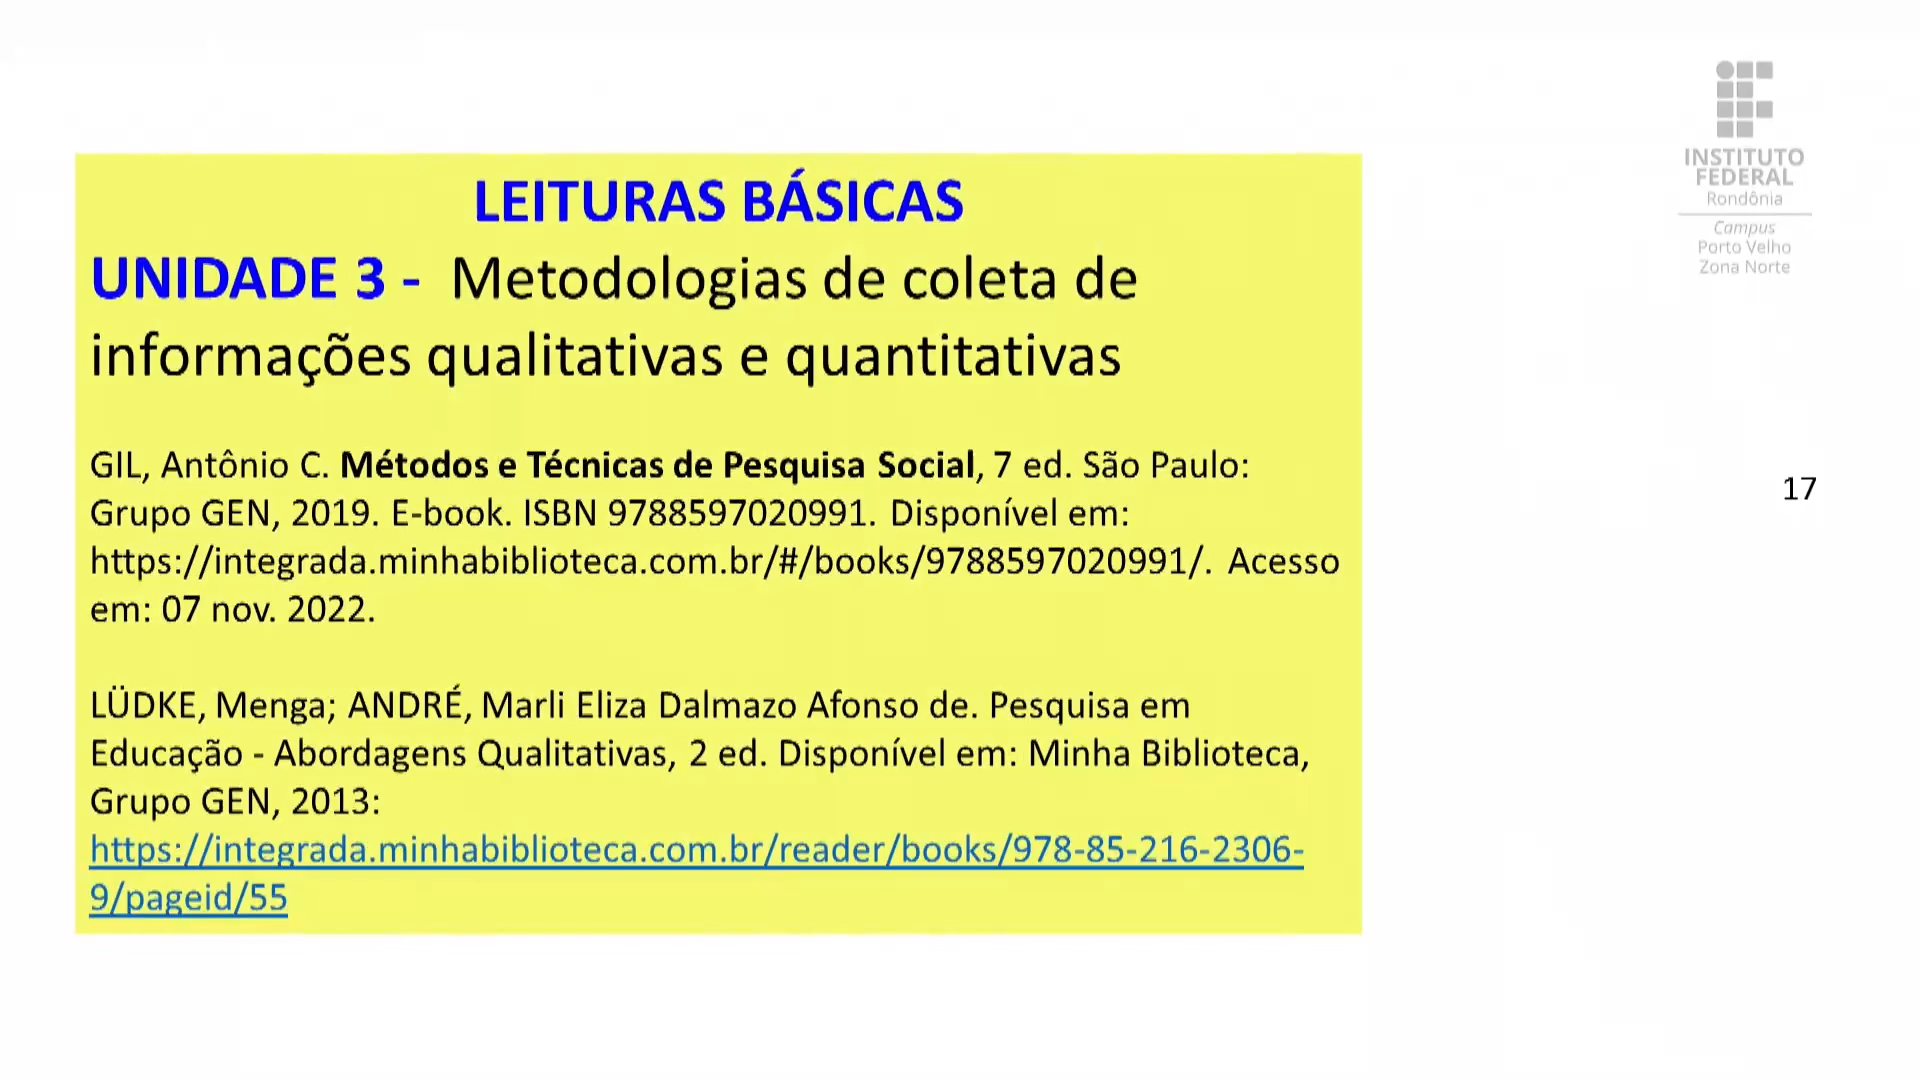 INSTITUTO
FEDERAL
Rondônia
Campus
Porto Velho
Zona Norte
LEITURAS BÁSICAS
UNIDADE 3 - Metodologias de coleta de
informações qualitativas e quantitativas
GIL, Antônio C. Métodos e Técnicas de Pesquisa Social, 7 ed. São Paulo:
Grupo GEN, 2019. E-book. ISBN 9788597020991. Disponível em:
https://integrada.minhabiblioteca.com.br/#/books/9788597020991/. Acesso
em: 07 nov. 2022.
LÜDKE, Menga; ANDRÉ, Marli Eliza Dalmazo Afonso de. Pesquisa em
Educação - Abordagens Qualitativas, 2 ed. Disponível em: Minha Biblioteca,
Grupo GEN, 2013:
https://integrada.minhabiblioteca.com.br/reader/books/978-85-216-2306-
9/pageid/55
17